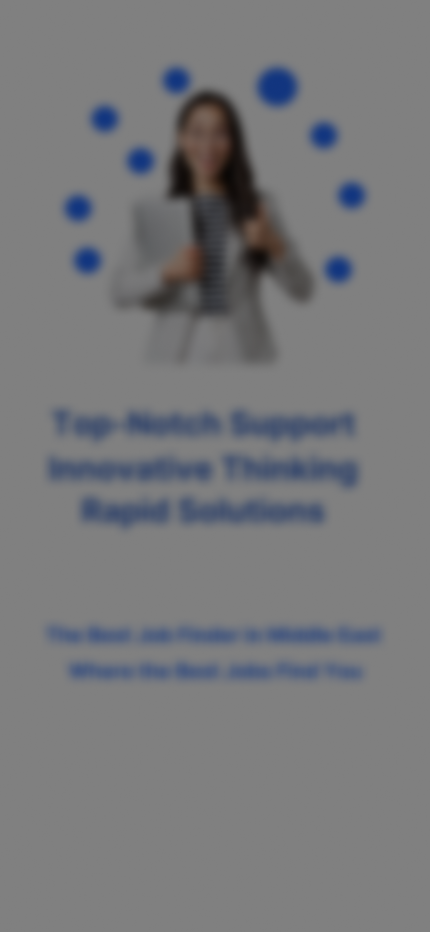 Top-Notch Support
Innovative Thinking
Rapid Solutions
The Best Job Finder in Middle East
Where the Best Jobs Find You